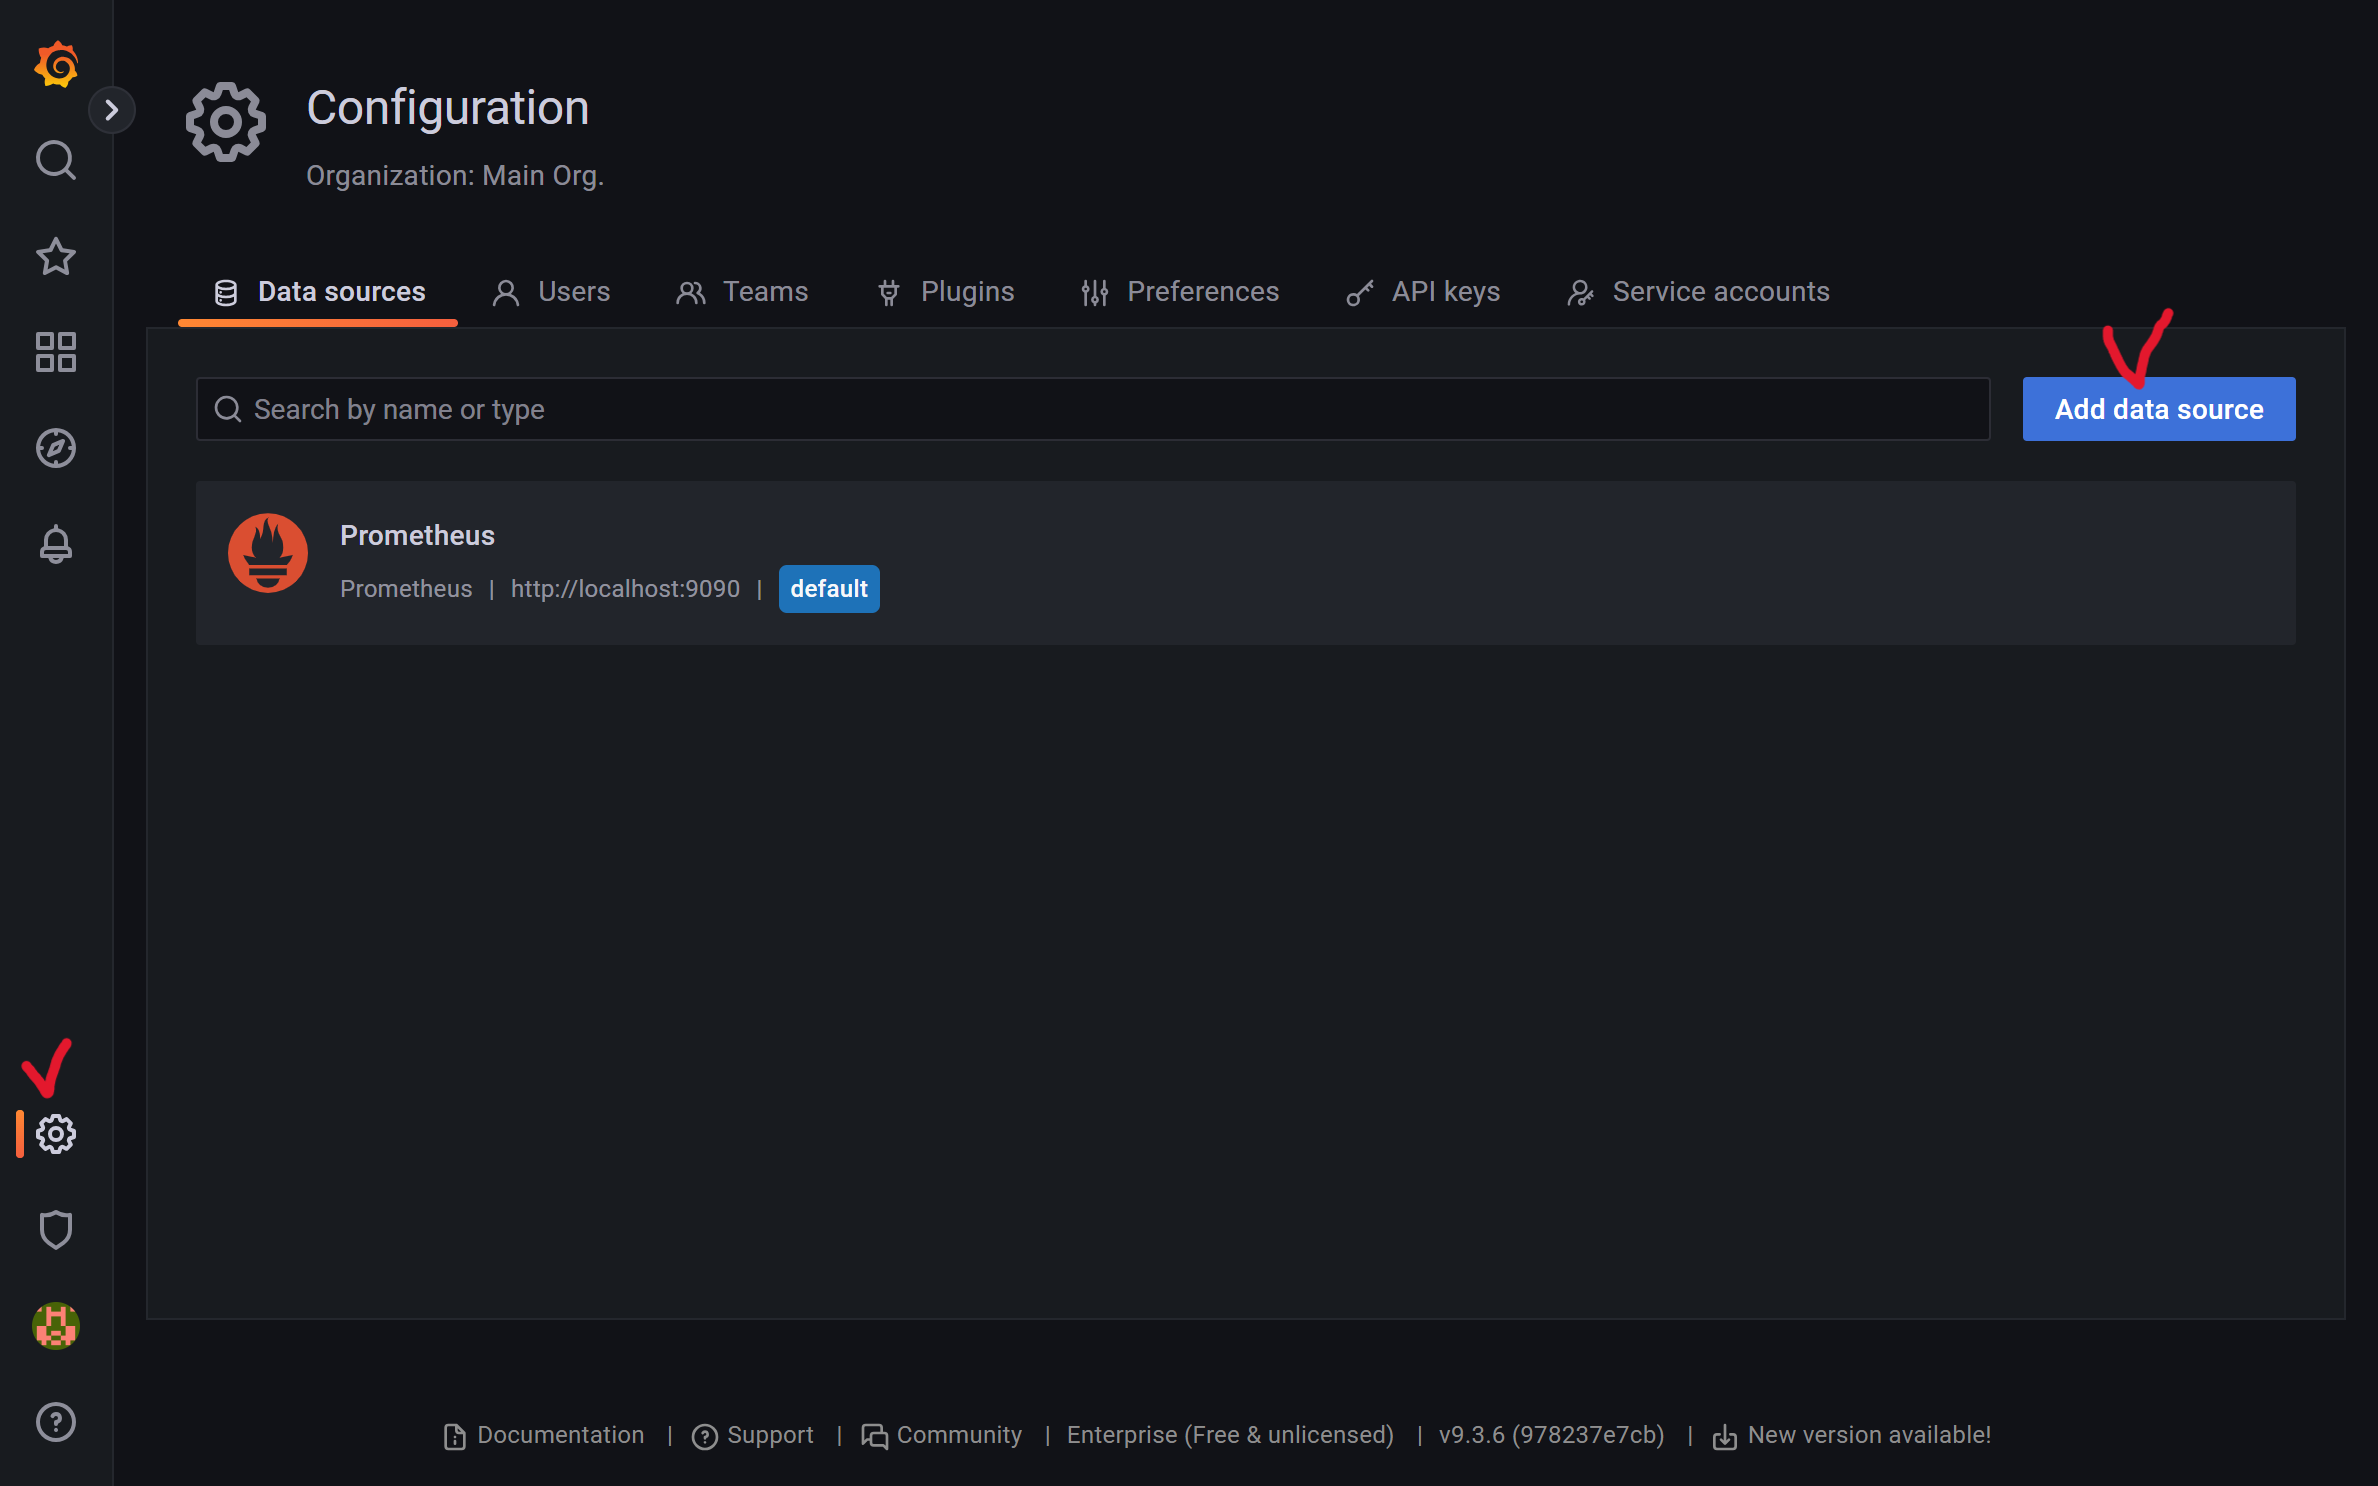 Configuration
Organization: Main Org.
Data sources Users Teams Plugins Preferences API keys Service accounts
Search by name or type Add data source
Prometheus
Prometheus | http://localhost:9090 | default
Documentation | Support | Community | Enterprise (Free & unlicensed) | v9.3.6 (978237e7cb) | New version available!